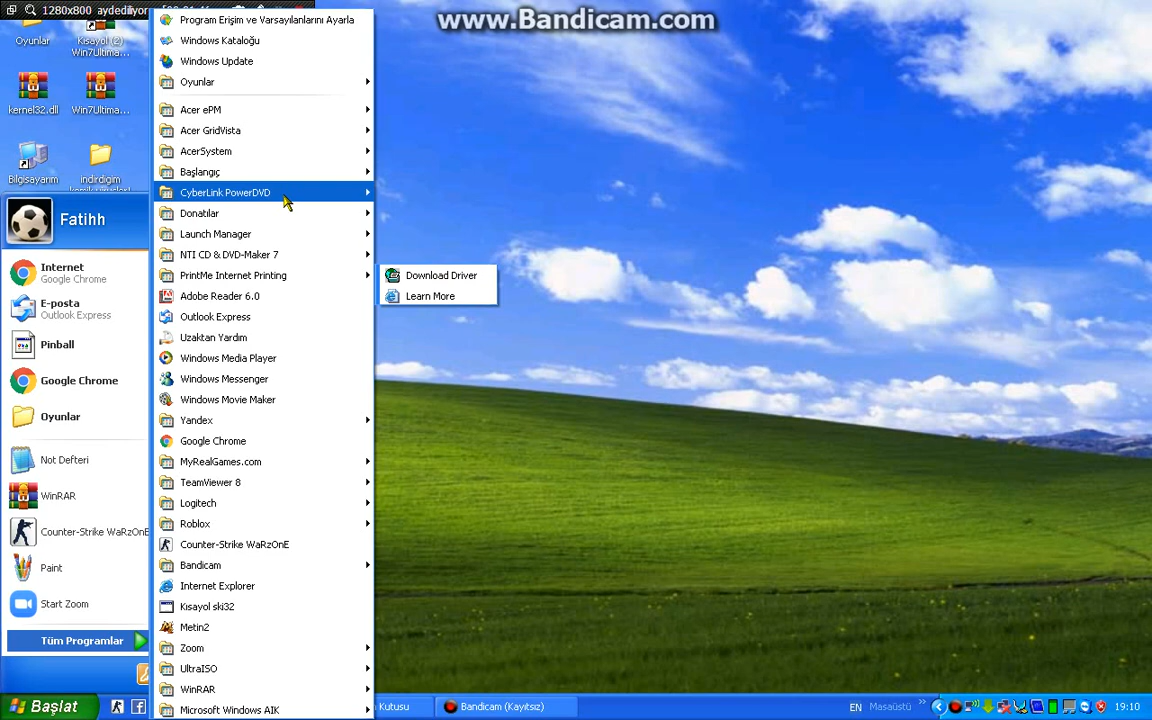 1280x800 aydediliyor
www.Bandicam.com
Oyunlar
Kısayol (2)
Win7Ultima...
kernel32.dll
Win7Ultima...
Bilgisayarım
indirdigim
Fatihh
Internet
Google Chrome
E-posta
Outlook Express
Pinball
Google Chrome
Oyunlar
Not Defteri
WinRAR
Counter-Strike WaRzOnE
Paint
Start Zoom
Tüm Programlar
Program Erişim ve Varsayılanlarını Ayarla
Windows Kataloğu
Windows Update
Oyunlar
Acer ePM
Acer GridVista
AcerSystem
Başlangıç
CyberLink PowerDVD
Donatılar
Launch Manager
NTI CD & DVD-Maker 7
PrintMe Internet Printing
Adobe Reader 6.0
Outlook Express
Uzaktan Yardım
Windows Media Player
Windows Messenger
Windows Movie Maker
Yandex
Google Chrome
MyRealGames.com
TeamViewer 8
Logitech
Roblox
Counter-Strike WaRzOnE
Bandicam
Internet Explorer
Kısayol ski32
Metin2
Zoom
UltraISO
WinRAR
Microsoft Windows AIK
Download Driver
Learn More
Başlat
Kutusu
Bandicam (Kayıtsız)
EN
Masaüstü
19:10